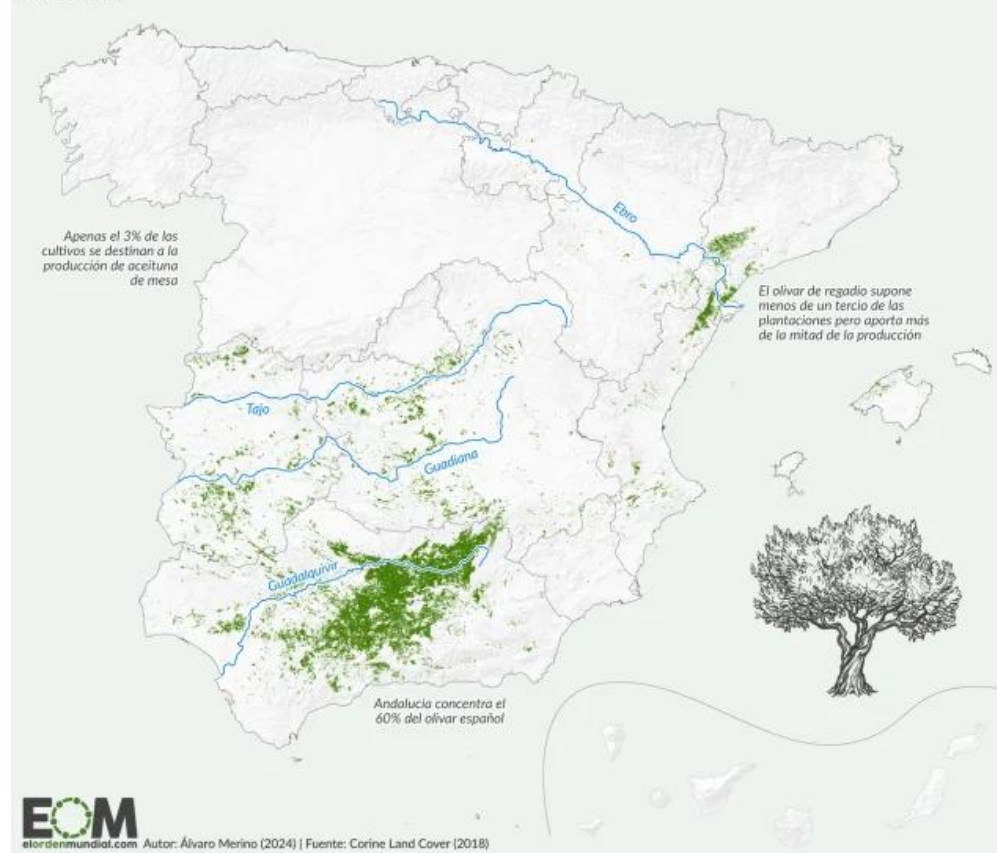 Ebro
Apenas el 3% de los
cultivos se destinan a la
producción de aceituna
de mesa
El olivar de regadío supone
menos de un tercio de las
plantaciones pero aporta más
de la mitad de la producción
Tajo
Guadiana
Guadalquivir
Andalucía concentra el
60% del olivar español
EOM
elordenmundial.com Autor: Álvaro Merino (2024) | Fuente: Corine Land Cover (2018)